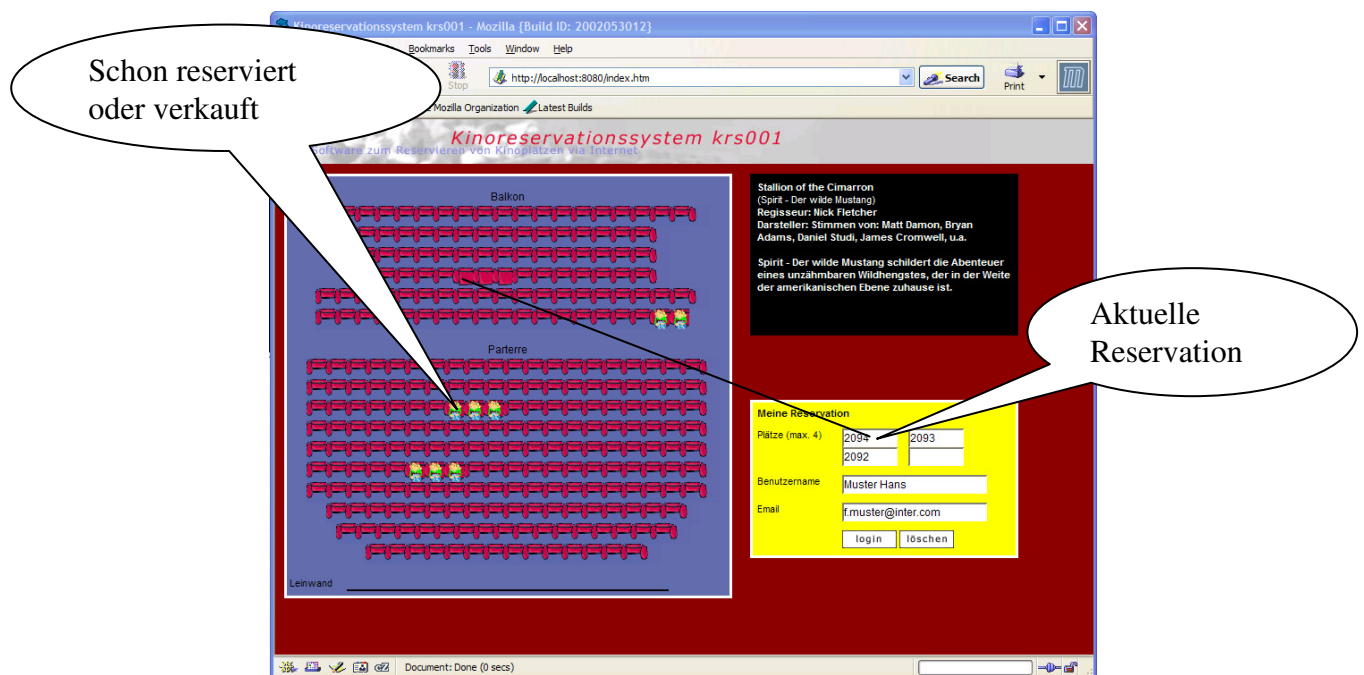 Kinoreservationssystem krs001 - Mozilla {Build ID: 2002053012}
Bookmarks Tools Window Help
Schon reserviert
oder verkauft
Stop
http://localhost:8080/index.htm
Search
Print
Mozilla Organization Latest Builds
Kinoreservationssystem krs001
Software zum Reservieren von Kinoplätzen via Internet
Balkon
Stallion of the Cimarron
(Spirit - Der wilde Mustang)
Regisseur: Nick Fletcher
Darsteller: Stimmen von: Matt Damon, Bryan
Adams, Daniel Studi, James Cromwell, u.a.
Spirit - Der wilde Mustang schildert die Abenteuer
eines unzähmbaren Wildhengstes, der in der Weite
der amerikanischen Ebene zuhause ist.
Aktuelle
Reservation
Parterre
Meine Reservation
Plätze (max. 4) 2094 2093
2092
Benutzername Muster Hans
Email f.muster@inter.com
login löschen
Leinwand
Document: Done (0 secs)